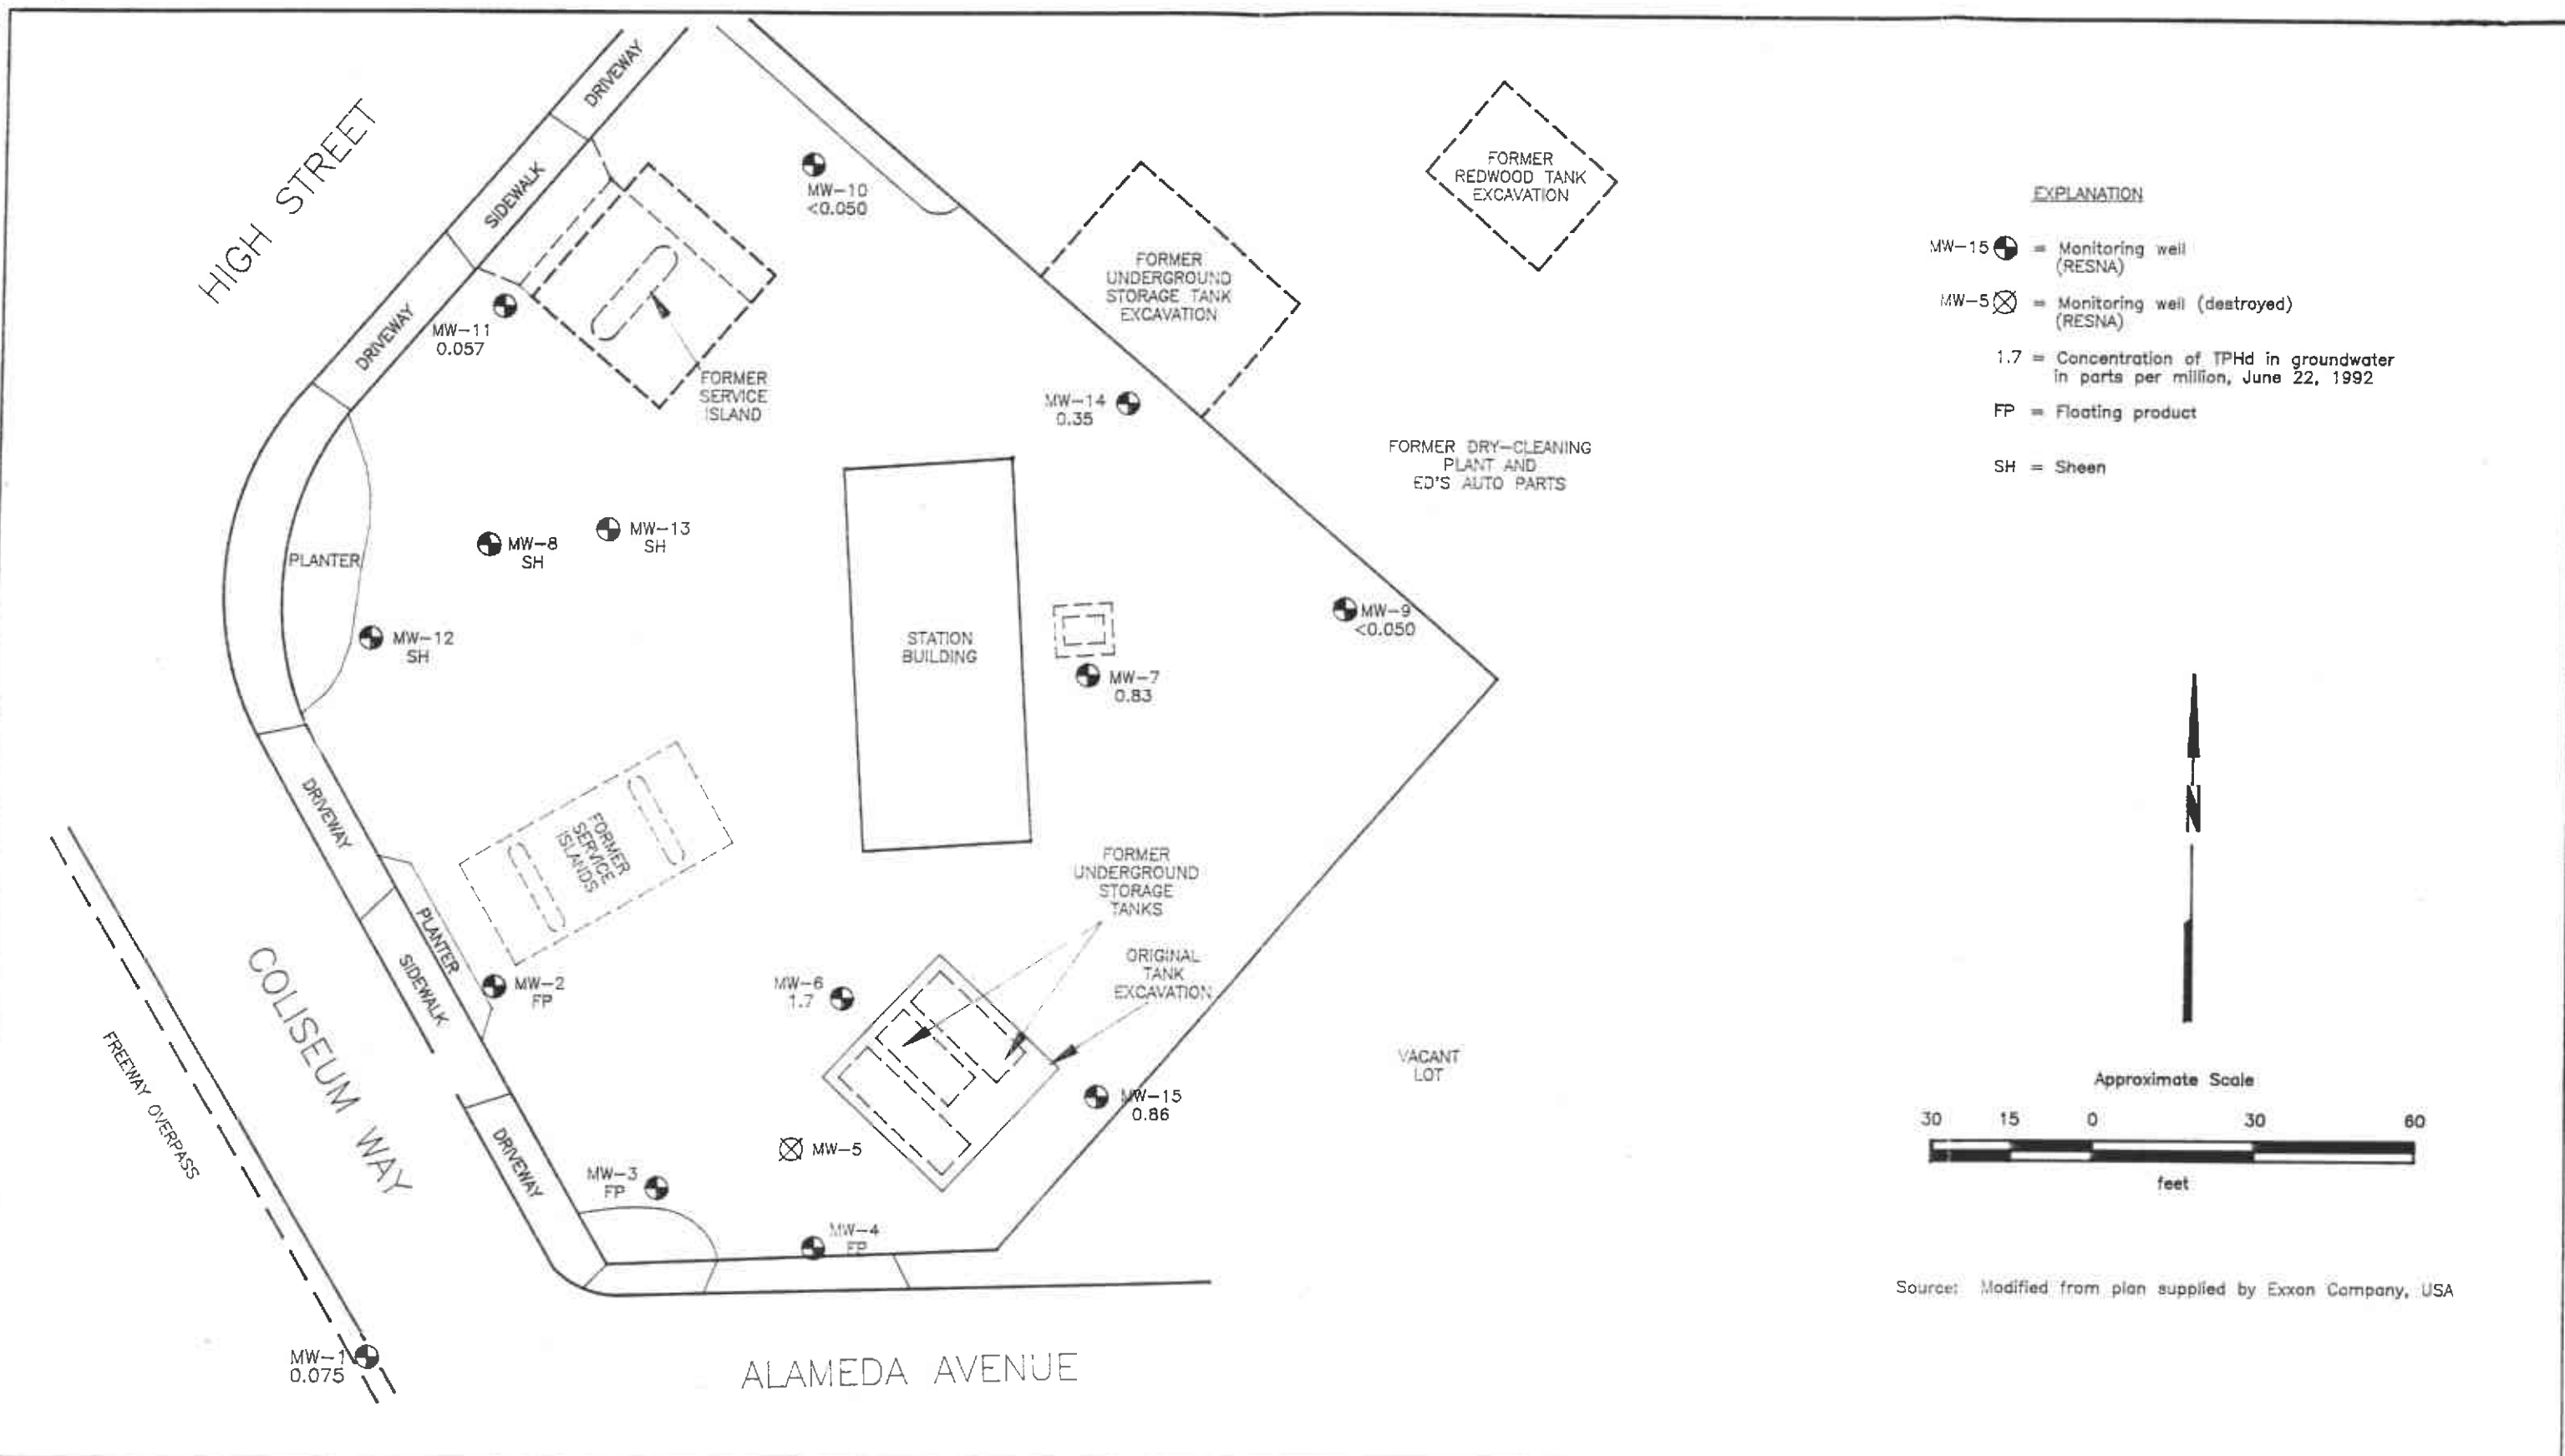 DRIVEWAY
HIGH STREET
SIDEWALK
MW-10
<0.050
FORMER
REDWOOD TANK
EXCAVATION
EXPLANATION
MW-15 = Monitoring well
(RESNA)
MW-5 = Monitoring well (destroyed)
(RESNA)
1.7 = Concentration of TPHd in groundwater
in parts per million, June 22, 1992
FP = Floating product
SH = Sheen
FORMER
UNDERGROUND
STORAGE TANK
EXCAVATION
DRIVEWAY
MW-11
0.057
FORMER
SERVICE
ISLAND
MW-14
0.35
FORMER DRY-CLEANING
PLANT AND
ED'S AUTO PARTS
PLANTER
MW-8
SH
MW-13
SH
MW-12
SH
STATION
BUILDING
MW-9
<0.050
MW-7
0.83
DRIVEWAY
FORMER
SERVICE
ISLANDS
FORMER
UNDERGROUND
STORAGE
TANKS
PLANTER
SIDEWALK
MW-2
FP
MW-6
1.7
ORIGINAL
TANK
EXCAVATION
COLISEUM WAY
FREEWAY OVERPASS
VACANT
LOT
MW-15
0.86
DRIVEWAY
MW-5
MW-3
FP
MW-4
FP
MW-1
0.075
ALAMEDA AVENUE
N
Approximate Scale
30 15 0 30 60
feet
Source: Modified from plan supplied by Exxon Company, USA